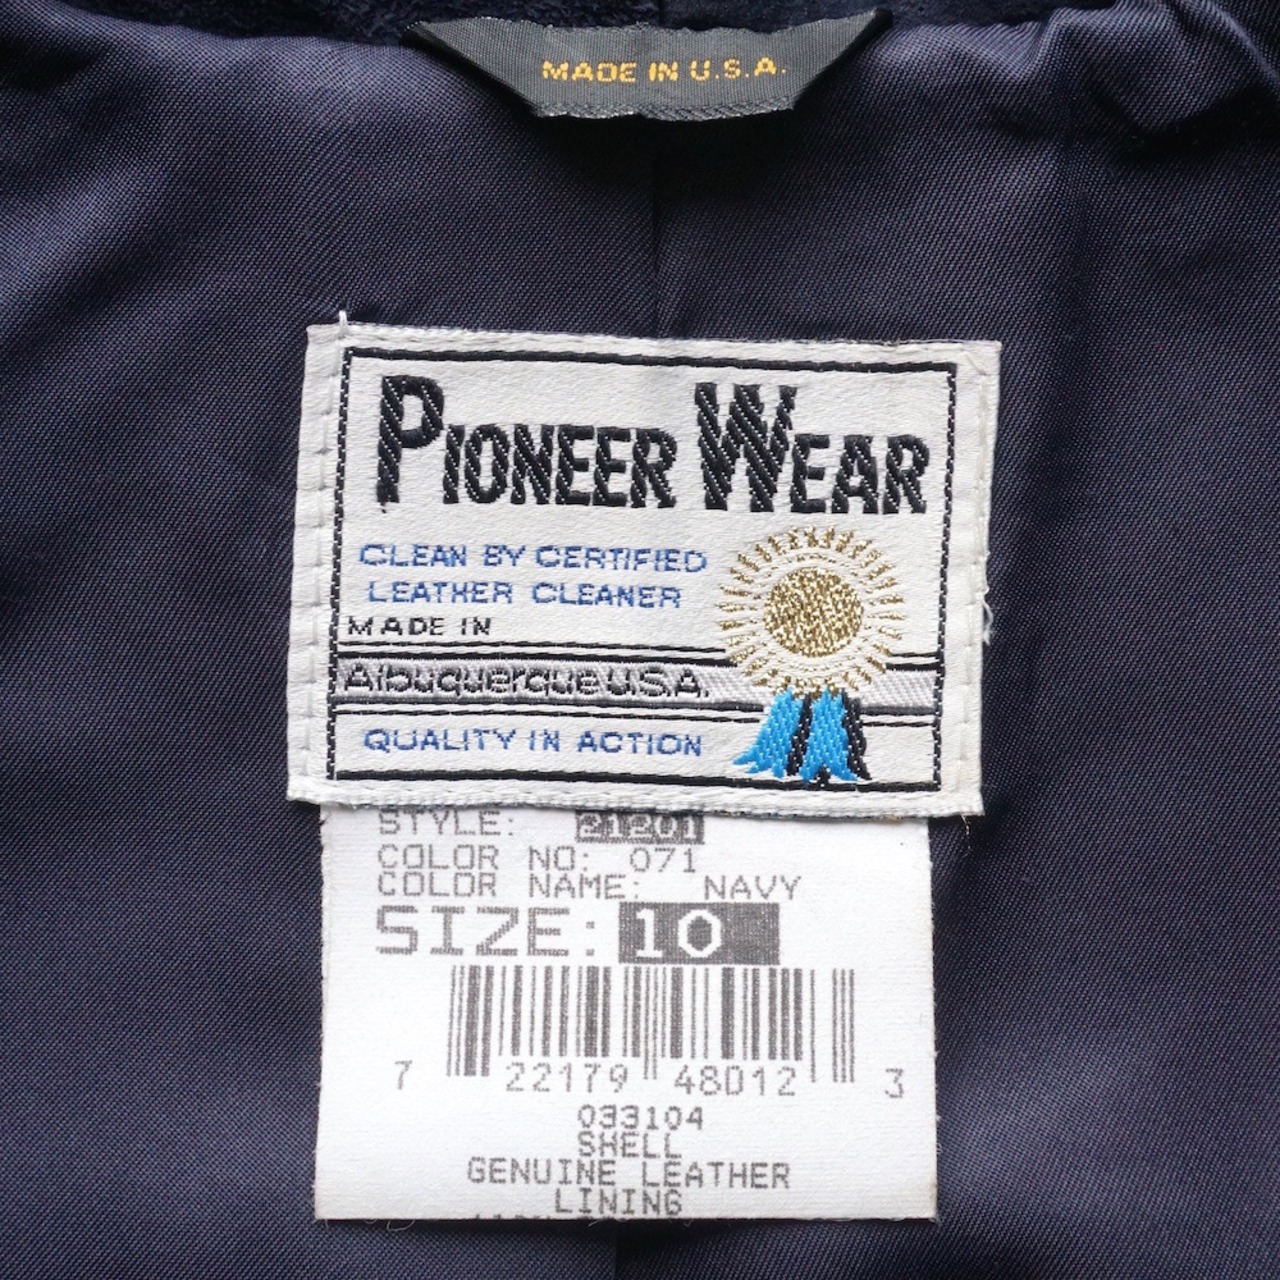 MADE IN U.S.A.
PIONEER WEAR
CLEAN BY CERTIFIED
LEATHER CLEANER
MADE IN
Albuquerque U.S.A.
QUALITY IN ACTION
STYLE: 21201
COLOR NO: 071
COLOR NAME: NAVY
SIZE: 10
7 22179 48012 3
033104
SHELL
GENUINE LEATHER
LINING